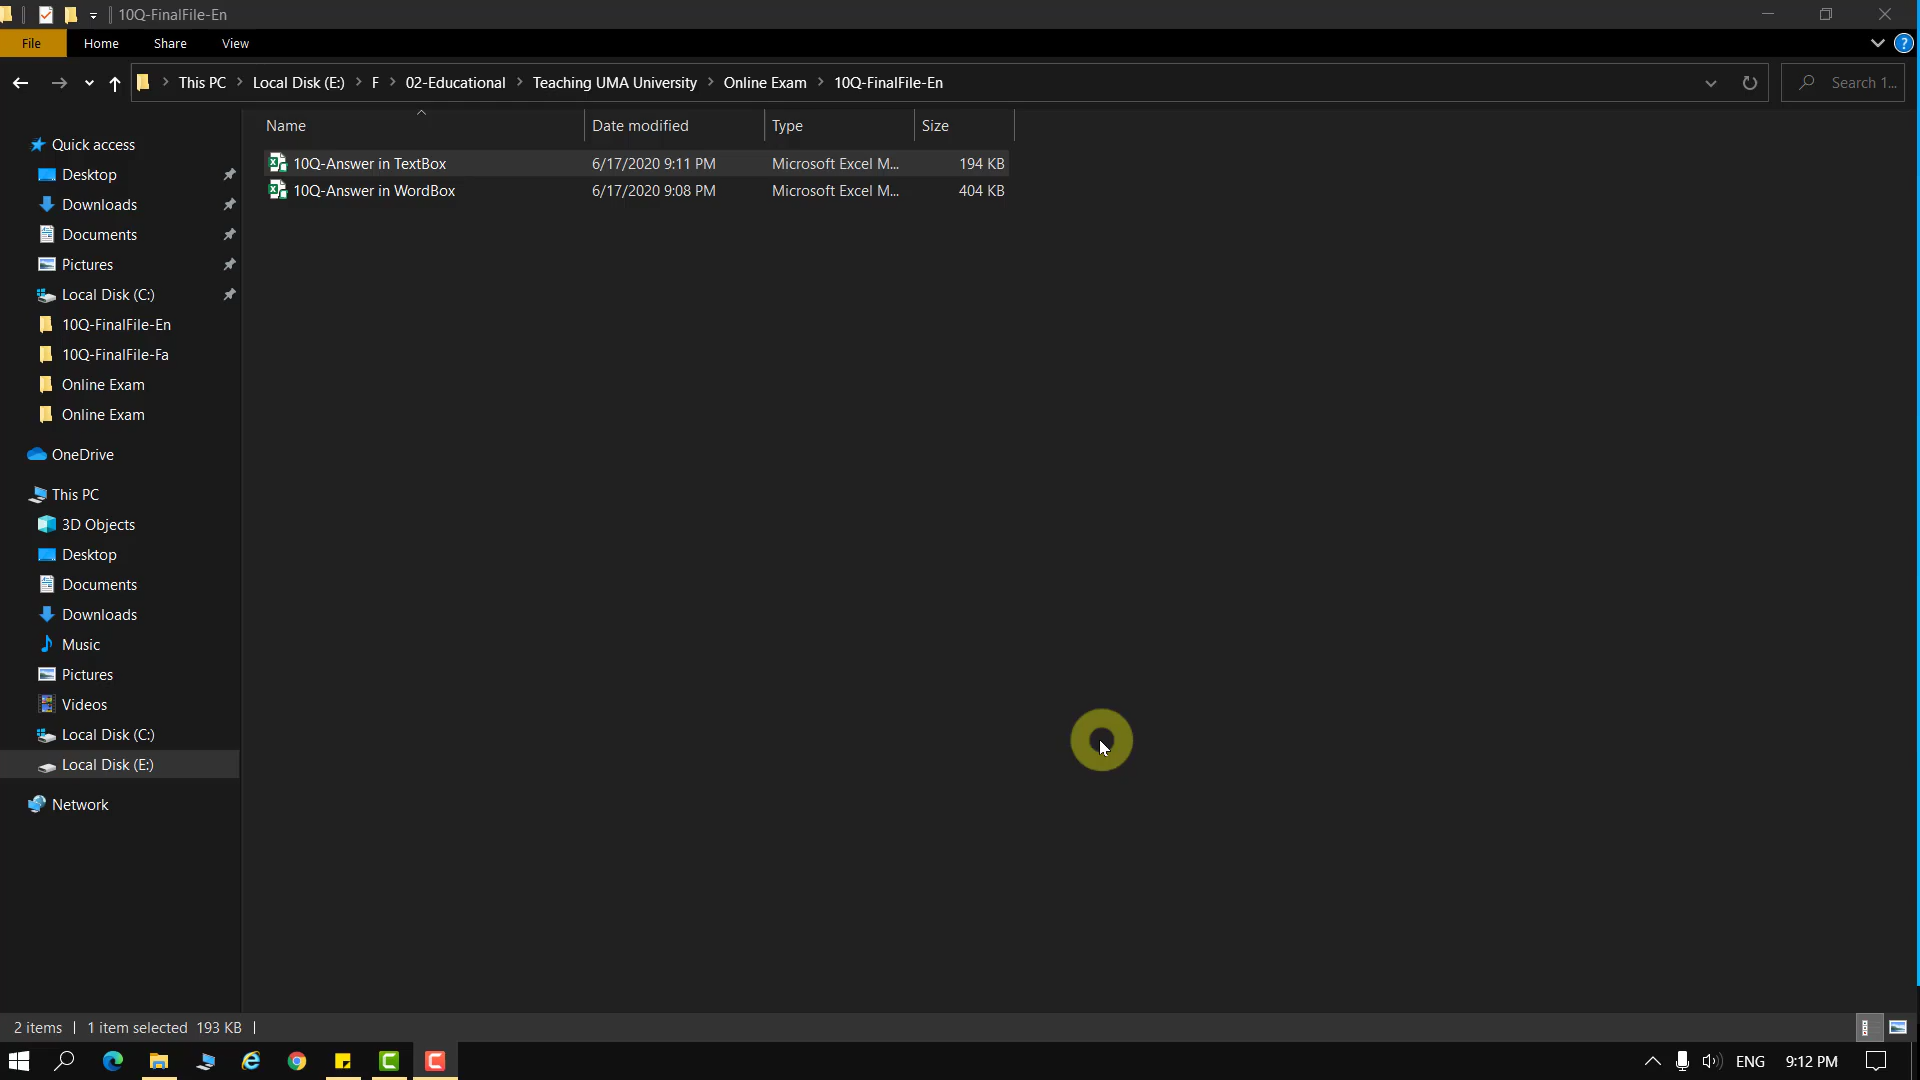 10Q-FinalFile-En
File Home Share View
This PC Local Disk (E:) F 02-Educational Teaching UMA University Online Exam 10Q-FinalFile-En Search 1...
Name Date modified Type Size
10Q-Answer in TextBox 6/17/2020 9:11 PM Microsoft Excel M... 194 KB
10Q-Answer in WordBox 6/17/2020 9:08 PM Microsoft Excel M... 404 KB
Quick access
Desktop
Downloads
Documents
Pictures
Local Disk (C:)
10Q-FinalFile-En
10Q-FinalFile-Fa
Online Exam
Online Exam
OneDrive
This PC
3D Objects
Desktop
Documents
Downloads
Music
Pictures
Videos
Local Disk (C:)
Local Disk (E:)
Network
2 items 1 item selected 193 KB
ENG 9:12 PM